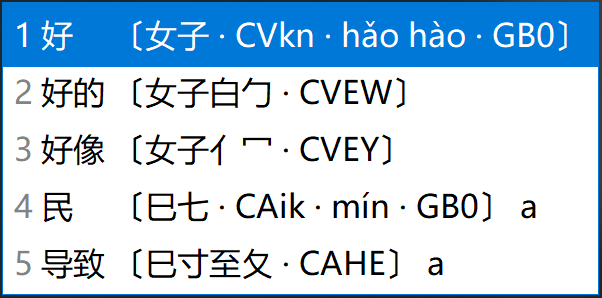 1 好 〔女子 · CVkn · hǎo hào · GB0〕
2 好的 〔女子白勹 · CVEW〕
3 好像 〔女子亻冖 · CVEY〕
4 民 〔巳七 · CAik · mín · GB0〕 a
5 导致 〔巳寸至夂 · CAHE〕 a